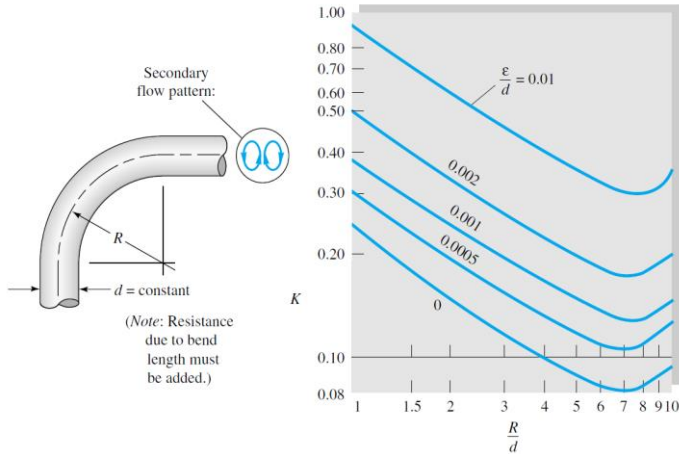 Secondary
flow pattern:
R
d = constant
(Note: Resistance
due to bend
length must
be added.)
1.00
0.80
0.70
0.60
0.50
0.40
0.30
0.20
0.10
0.08
K
ε/d = 0.01
0.002
0.001
0.0005
0
1 1.5 2 3 4 5 6 7 8 9 10
R
d